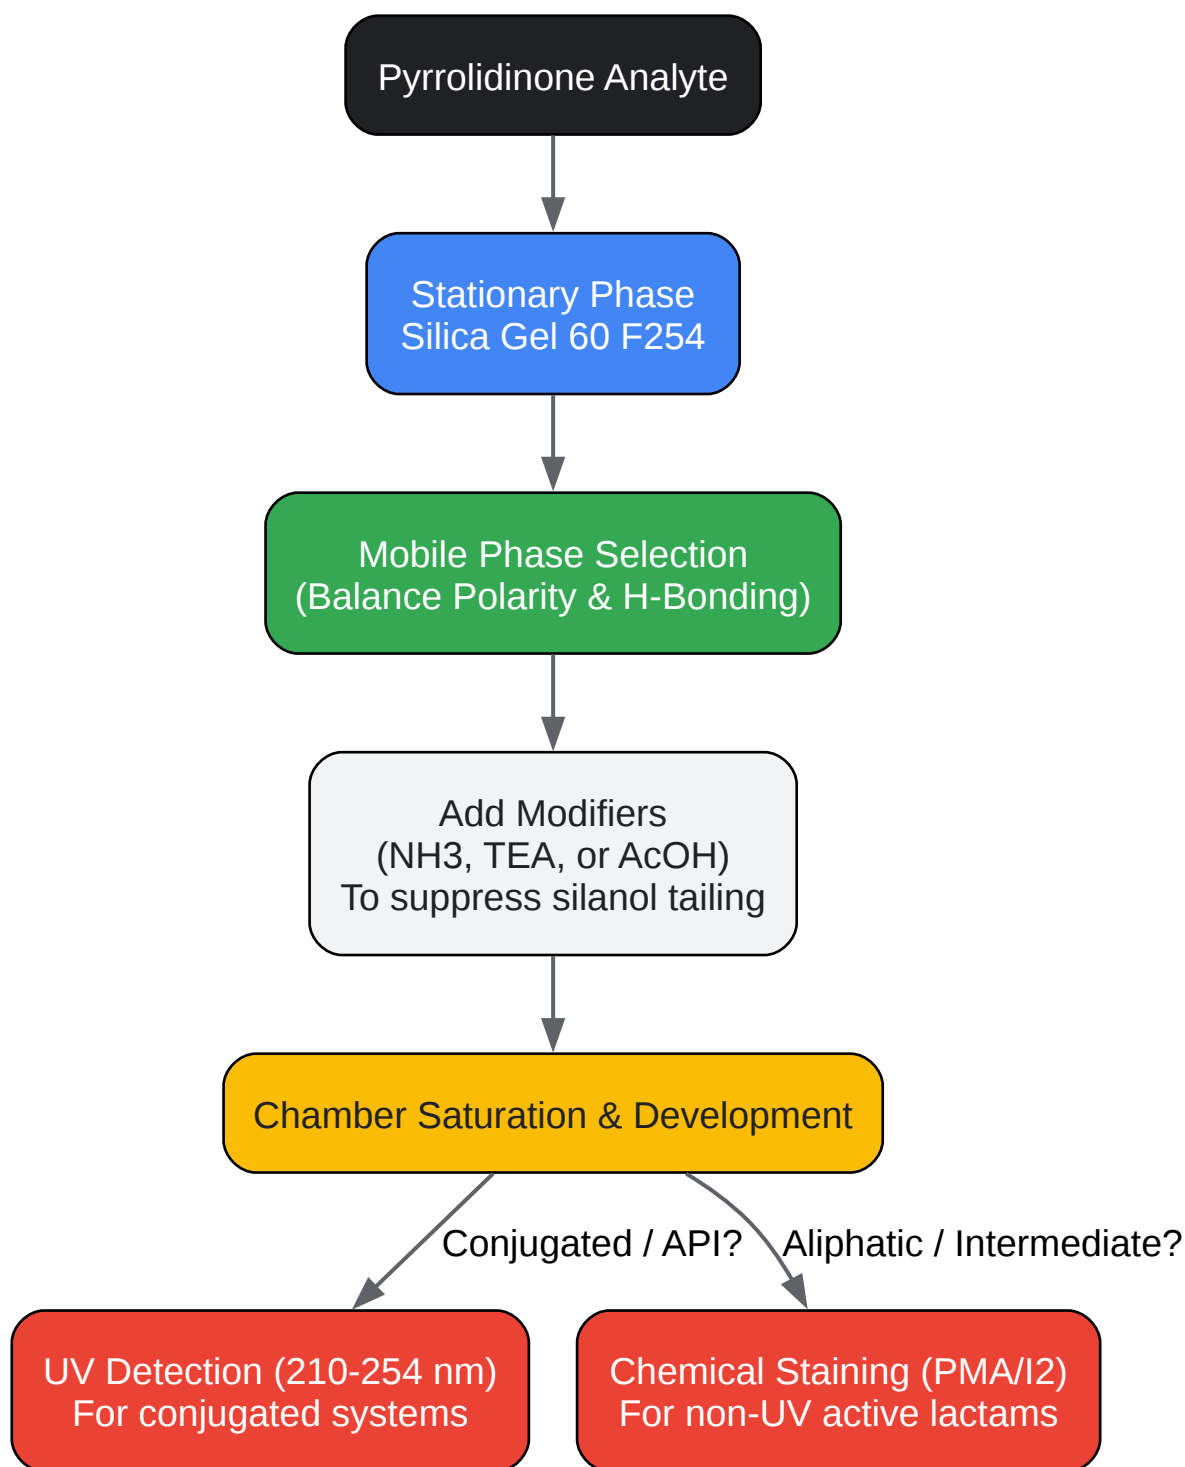 Pyrrolidinone Analyte
Stationary Phase
Silica Gel 60 F254
Mobile Phase Selection
(Balance Polarity & H-Bonding)
Add Modifiers
(NH3, TEA, or AcOH)
To suppress silanol tailing
Chamber Saturation & Development
Conjugated / API?
Aliphatic / Intermediate?
UV Detection (210-254 nm)
For conjugated systems
Chemical Staining (PMA/I2)
For non-UV active lactams